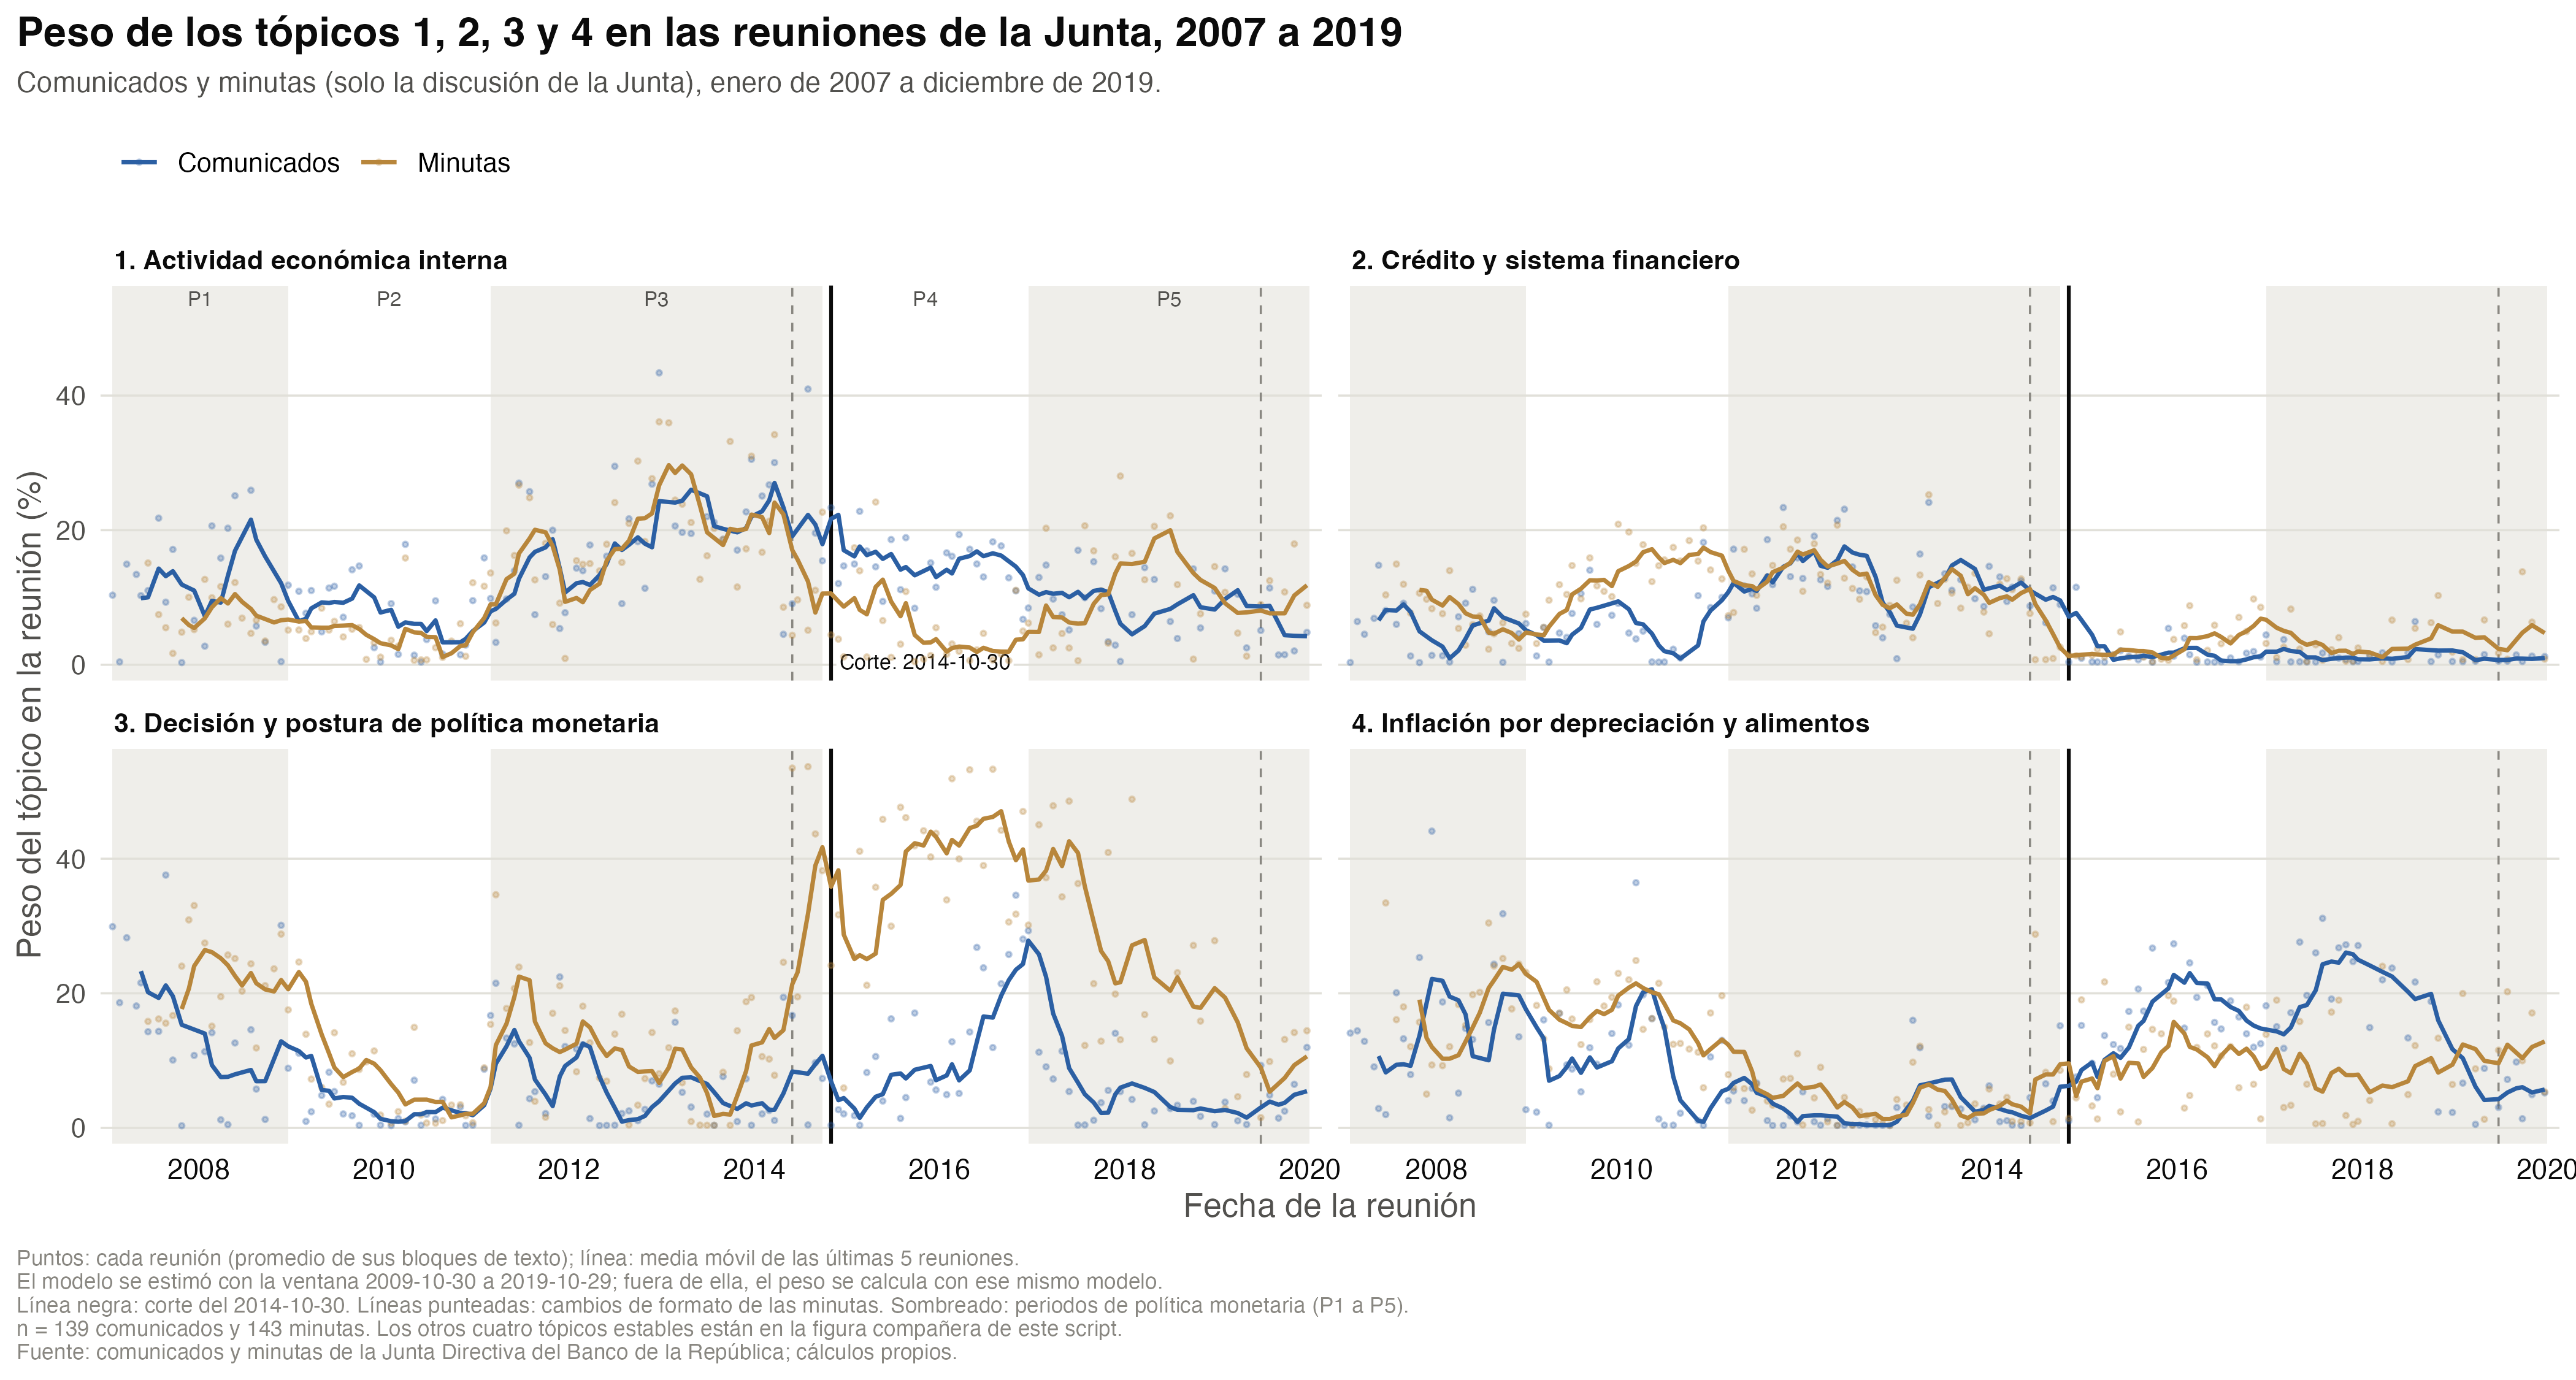 Peso de los tópicos 1, 2, 3 y 4 en las reuniones de la Junta, 2007 a 2019
Comunicados y minutas (solo la discusión de la Junta), enero de 2007 a diciembre de 2019.
Comunicados Minutas
1. Actividad económica interna
2. Crédito y sistema financiero
P1 P2 P3 P4 P5
40
20
0
Corte: 2014-10-30
3. Decisión y postura de política monetaria
4. Inflación por depreciación y alimentos
40
20
0
Peso del tópico en la reunión (%)
2008 2010 2012 2014 2016 2018 2020
2008 2010 2012 2014 2016 2018 2020
Fecha de la reunión
Puntos: cada reunión (promedio de sus bloques de texto); línea: media móvil de las últimas 5 reuniones.
El modelo se estimó con la ventana 2009-10-30 a 2019-10-29; fuera de ella, el peso se calcula con ese mismo modelo.
Línea negra: corte del 2014-10-30. Líneas punteadas: cambios de formato de las minutas. Sombreado: periodos de política monetaria (P1 a P5).
n = 139 comunicados y 143 minutas. Los otros cuatro tópicos estables están en la figura compañera de este script.
Fuente: comunicados y minutas de la Junta Directiva del Banco de la República; cálculos propios.